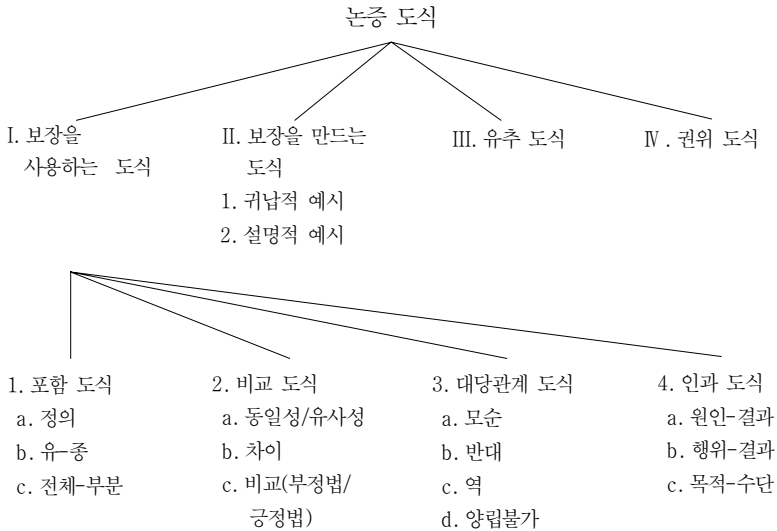 논증 도식
I. 보장을
사용하는 도식
II. 보장을 만드는
도식
1. 귀납적 예시
2. 설명적 예시
III. 유추 도식
Ⅳ. 권위 도식
1. 포함 도식
a. 정의
b. 유-종
c. 전체-부분
2. 비교 도식
a. 동일성/유사성
b. 차이
c. 비교(부정법/
긍정법)
3. 대당관계 도식
a. 모순
b. 반대
c. 역
d. 양립불가
4. 인과 도식
a. 원인-결과
b. 행위-결과
c. 목적-수단